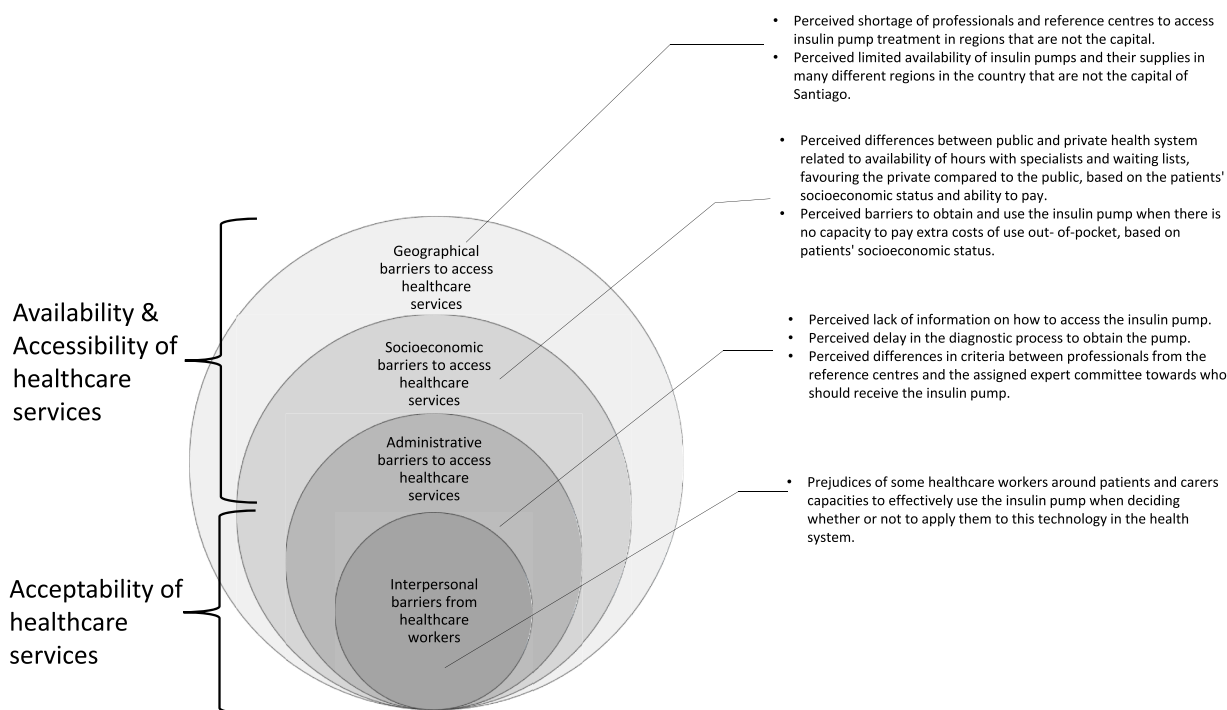 • Perceived shortage of professionals and reference centres to access
insulin pump treatment in regions that are not the capital.
• Perceived limited availability of insulin pumps and their supplies in
many different regions in the country that are not the capital of
Santiago.
• Perceived differences between public and private health system
related to availability of hours with specialists and waiting lists,
favouring the private compared to the public, based on the patients'
socioeconomic status and ability to pay.
• Perceived barriers to obtain and use the insulin pump when there is
no capacity to pay extra costs of use out- of-pocket, based on
patients' socioeconomic status.
• Perceived lack of information on how to access the insulin pump.
• Perceived delay in the diagnostic process to obtain the pump.
• Perceived differences in criteria between professionals from the
reference centres and the assigned expert committee towards who
should receive the insulin pump.
• Prejudices of some healthcare workers around patients and carers
capacities to effectively use the insulin pump when deciding
whether or not to apply them to this technology in the health
system.
Geographical
barriers to access
healthcare
services
Socioeconomic
barriers to access
healthcare
services
Administrative
barriers to access
healthcare
services
Interpersonal
barriers from
healthcare
workers
Availability &
Accessibility of
healthcare
services
Acceptability of
healthcare
services